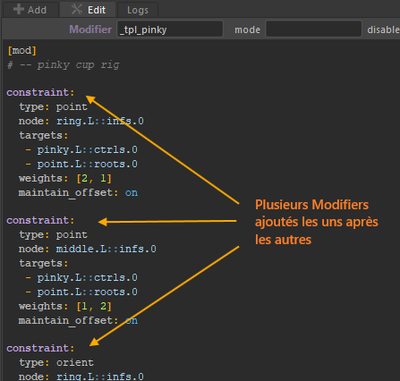 Add Edit Logs
Modifier _tpl_pinky mode disable
[mod]
# -- pinky cup rig
constraint:
type: point
node: ring.L::infs.0
targets:
- pinky.L::ctrls.0
- point.L::roots.0
weights: [2, 1]
maintain_offset: on
Plusieurs Modifiers
ajoutés les uns après
les autres
constraint:
type: point
node: middle.L::infs.0
targets:
- pinky.L::ctrls.0
- point.L::roots.0
weights: [1, 2]
maintain_offset: on
constraint:
type: orient
node: ring.L::infs.0